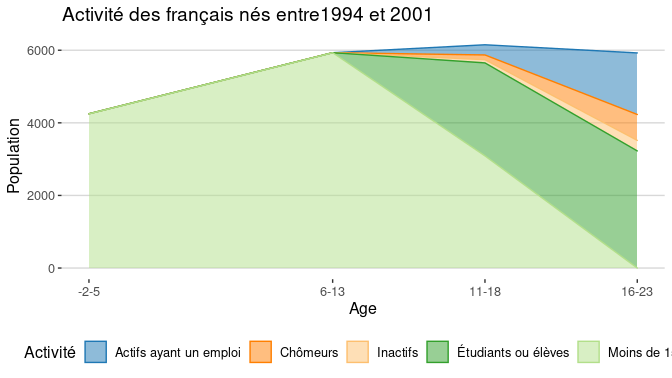 Activité des français nés entre1994 et 2001
Population
6000
4000
2000
0
-2-5
6-13
11-18
16-23
Age
Activité
Actifs ayant un emploi
Chômeurs
Inactifs
Étudiants ou élèves
Moins de 1